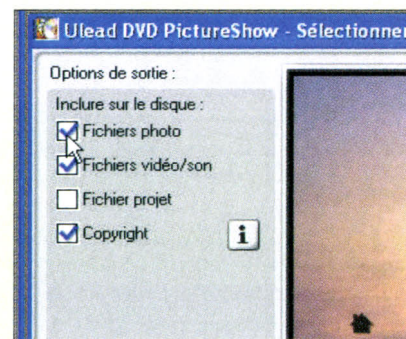 Ulead DVD PictureShow - Sélectionner
Options de sortie :
Inclure sur le disque :
Fichiers photo
Fichiers vidéo/son
Fichier projet
Copyright
i